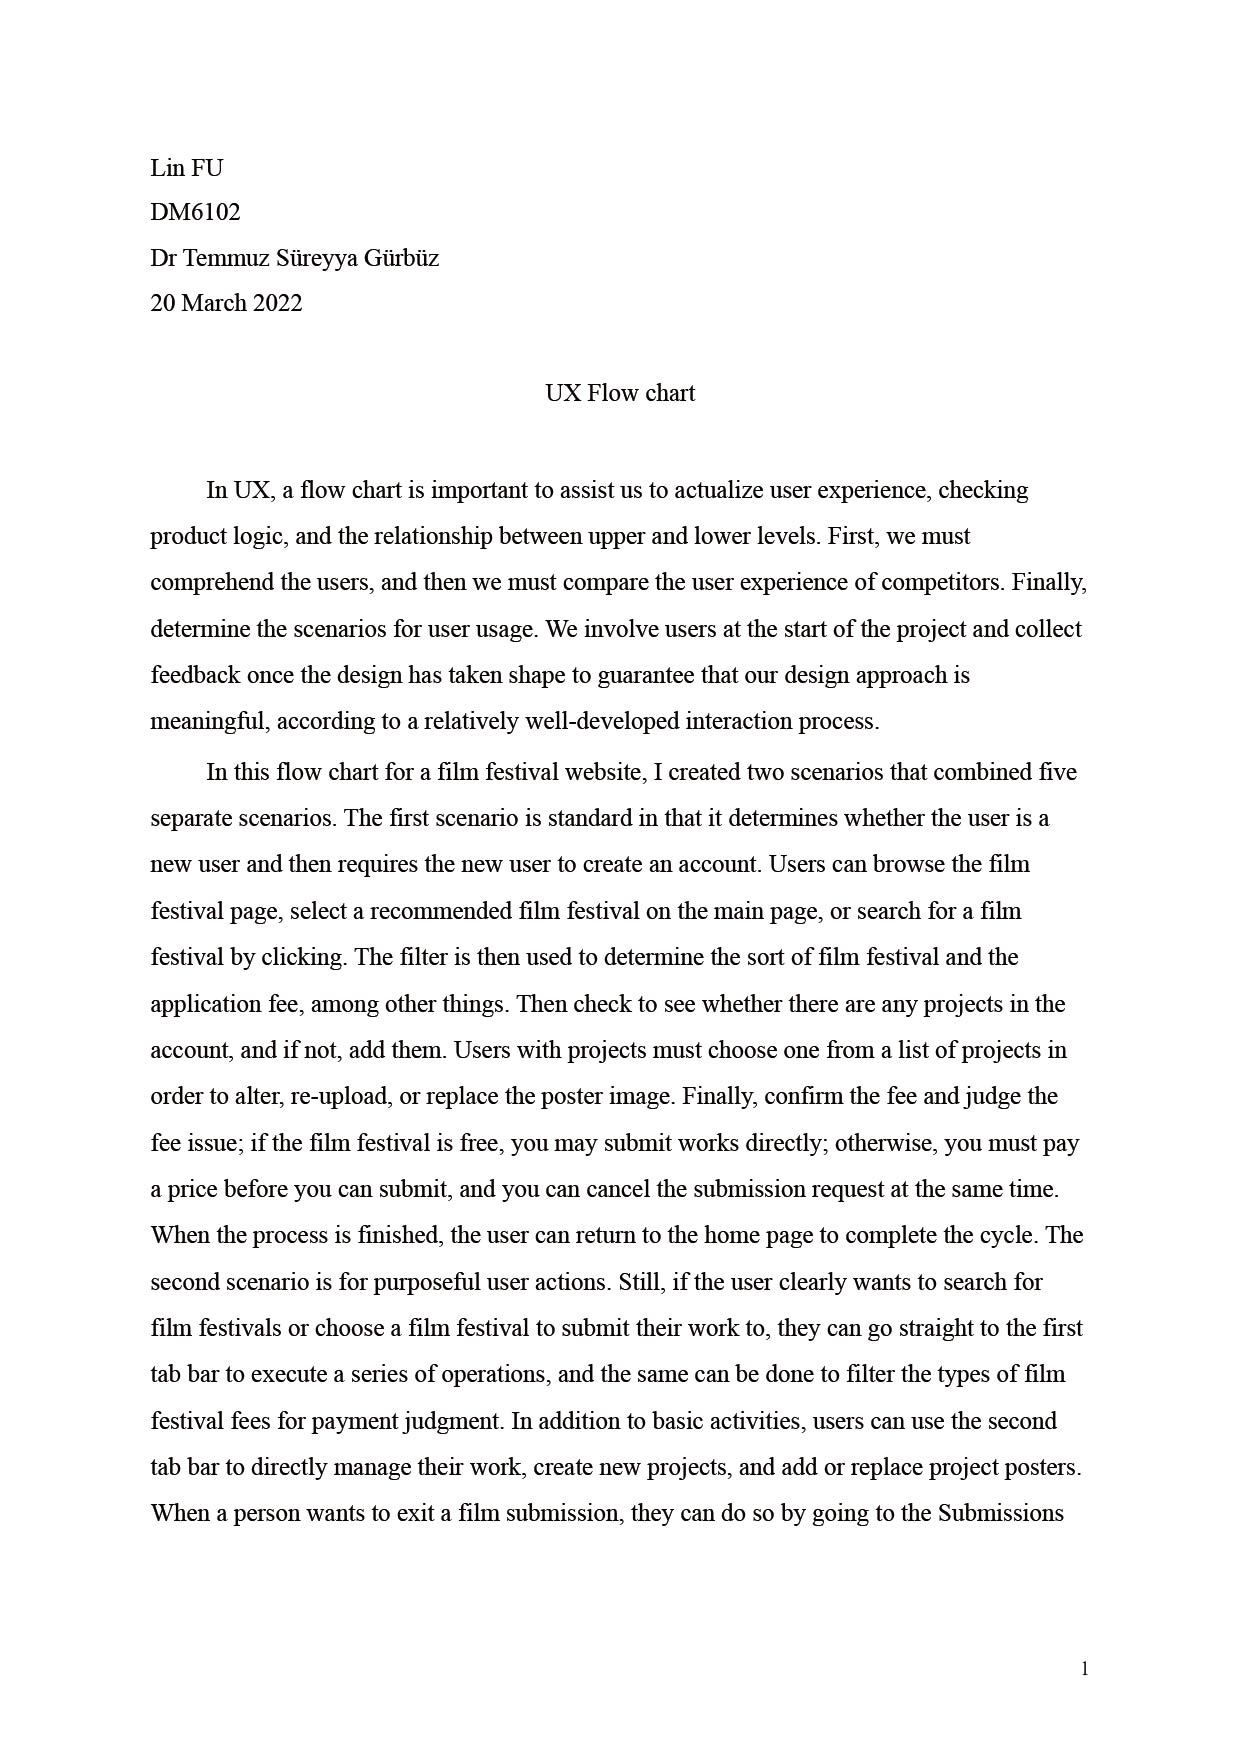 Lin FU
DM6102
Dr Temmuz Süreyya Gürbüz
20 March 2022
UX Flow chart
In UX, a flow chart is important to assist us to actualize user experience, checking
product logic, and the relationship between upper and lower levels. First, we must
comprehend the users, and then we must compare the user experience of competitors. Finally,
determine the scenarios for user usage. We involve users at the start of the project and collect
feedback once the design has taken shape to guarantee that our design approach is
meaningful, according to a relatively well-developed interaction process.
In this flow chart for a film festival website, I created two scenarios that combined five
separate scenarios. The first scenario is standard in that it determines whether the user is a
new user and then requires the new user to create an account. Users can browse the film
festival page, select a recommended film festival on the main page, or search for a film
festival by clicking. The filter is then used to determine the sort of film festival and the
application fee, among other things. Then check to see whether there are any projects in the
account, and if not, add them. Users with projects must choose one from a list of projects in
order to alter, re-upload, or replace the poster image. Finally, confirm the fee and judge the
fee issue; if the film festival is free, you may submit works directly; otherwise, you must pay
a price before you can submit, and you can cancel the submission request at the same time.
When the process is finished, the user can return to the home page to complete the cycle. The
second scenario is for purposeful user actions. Still, if the user clearly wants to search for
film festivals or choose a film festival to submit their work to, they can go straight to the first
tab bar to execute a series of operations, and the same can be done to filter the types of film
festival fees for payment judgment. In addition to basic activities, users can use the second
tab bar to directly manage their work, create new projects, and add or replace project posters.
When a person wants to exit a film submission, they can do so by going to the Submissions
1